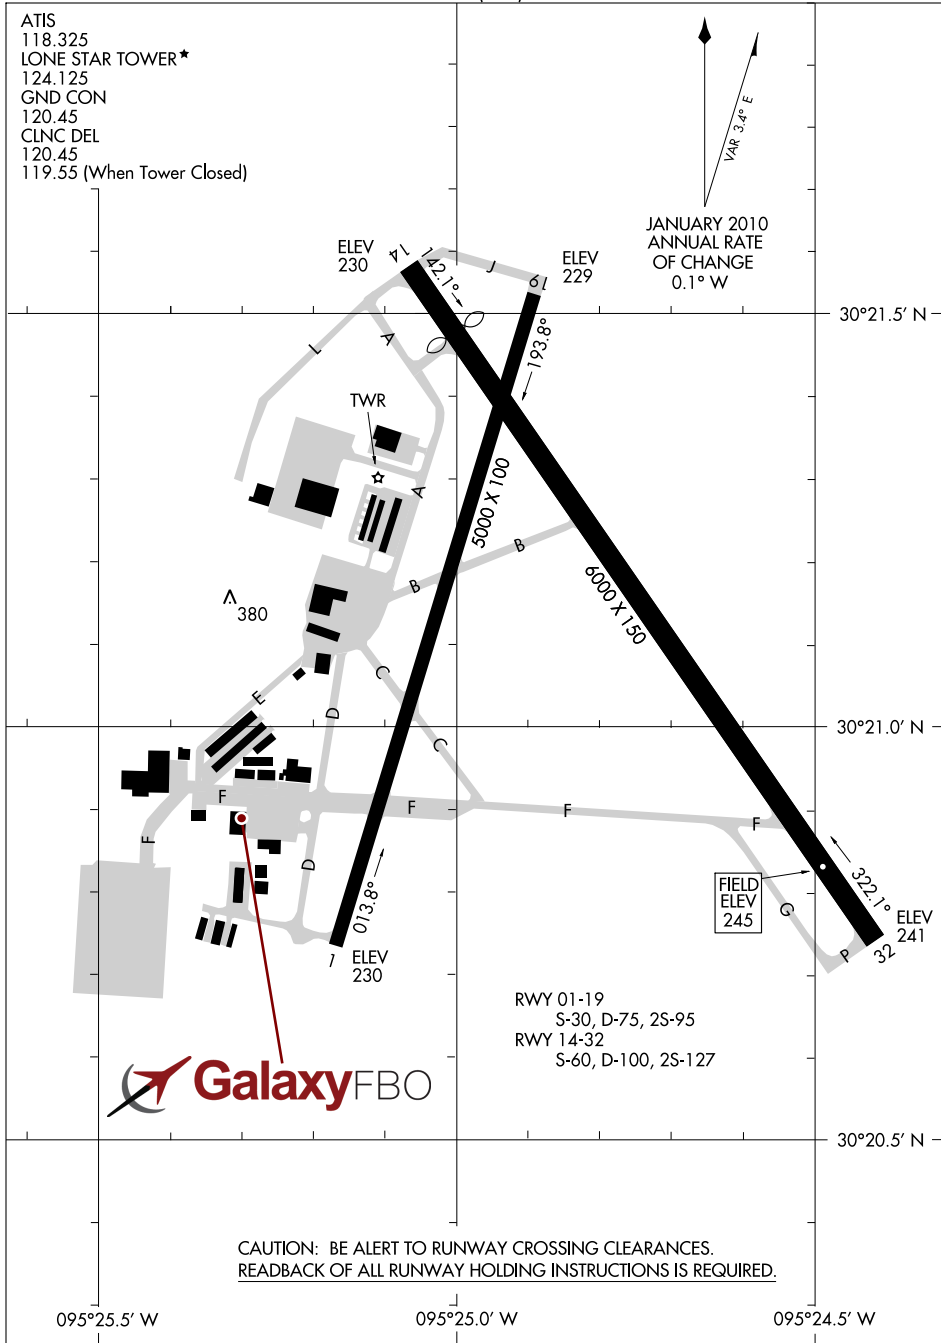 ATIS
118.325
LONE STAR TOWER★
124.125
GND CON
120.45
CLNC DEL
120.45
119.55 (When Tower Closed)
VAR 3.4° E
JANUARY 2010
ANNUAL RATE
OF CHANGE
0.1° W
ELEV
230
14
142.1°
J
ELEV
229
19
193.8°
30°21.5' N
L
A
TWR
A
5000 X 100
B
B
6000 X 150
380
C
C
E
D
30°21.0' N
F
F
F
F
F
D
013.8°
1
ELEV
230
FIELD
ELEV
245
322.1°
G
P
32
ELEV
241
RWY 01-19
S-30, D-75, 2S-95
RWY 14-32
S-60, D-100, 2S-127
GalaxyFBO
30°20.5' N
CAUTION: BE ALERT TO RUNWAY CROSSING CLEARANCES.
READBACK OF ALL RUNWAY HOLDING INSTRUCTIONS IS REQUIRED.
095°25.5' W
095°25.0' W
095°24.5' W